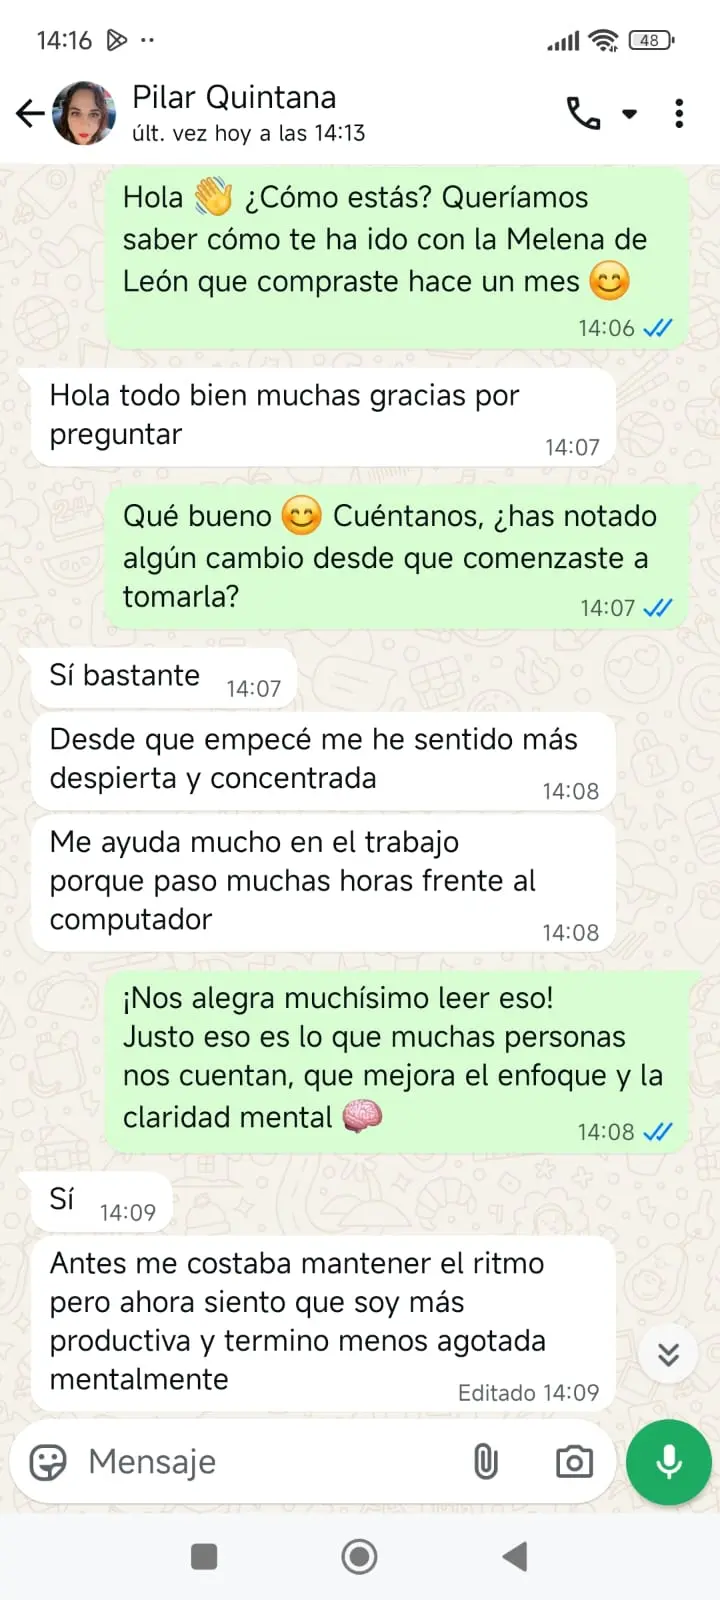 14:16
48
Pilar Quintana
últ. vez hoy a las 14:13
Hola 👋 ¿Cómo estás? Queríamos
saber cómo te ha ido con la Melena de
León que compraste hace un mes 😊
14:06
Hola todo bien muchas gracias por
preguntar
14:07
Qué bueno 😊 Cuéntanos, ¿has notado
algún cambio desde que comenzaste a
tomarla?
14:07
Sí bastante
14:07
Desde que empecé me he sentido más
despierta y concentrada
14:08
Me ayuda mucho en el trabajo
porque paso muchas horas frente al
computador
14:08
¡Nos alegra muchísimo leer eso!
Justo eso es lo que muchas personas
nos cuentan, que mejora el enfoque y la
claridad mental 🧠
14:08
Sí
14:09
Antes me costaba mantener el ritmo
pero ahora siento que soy más
productiva y termino menos agotada
mentalmente
Editado 14:09
Mensaje